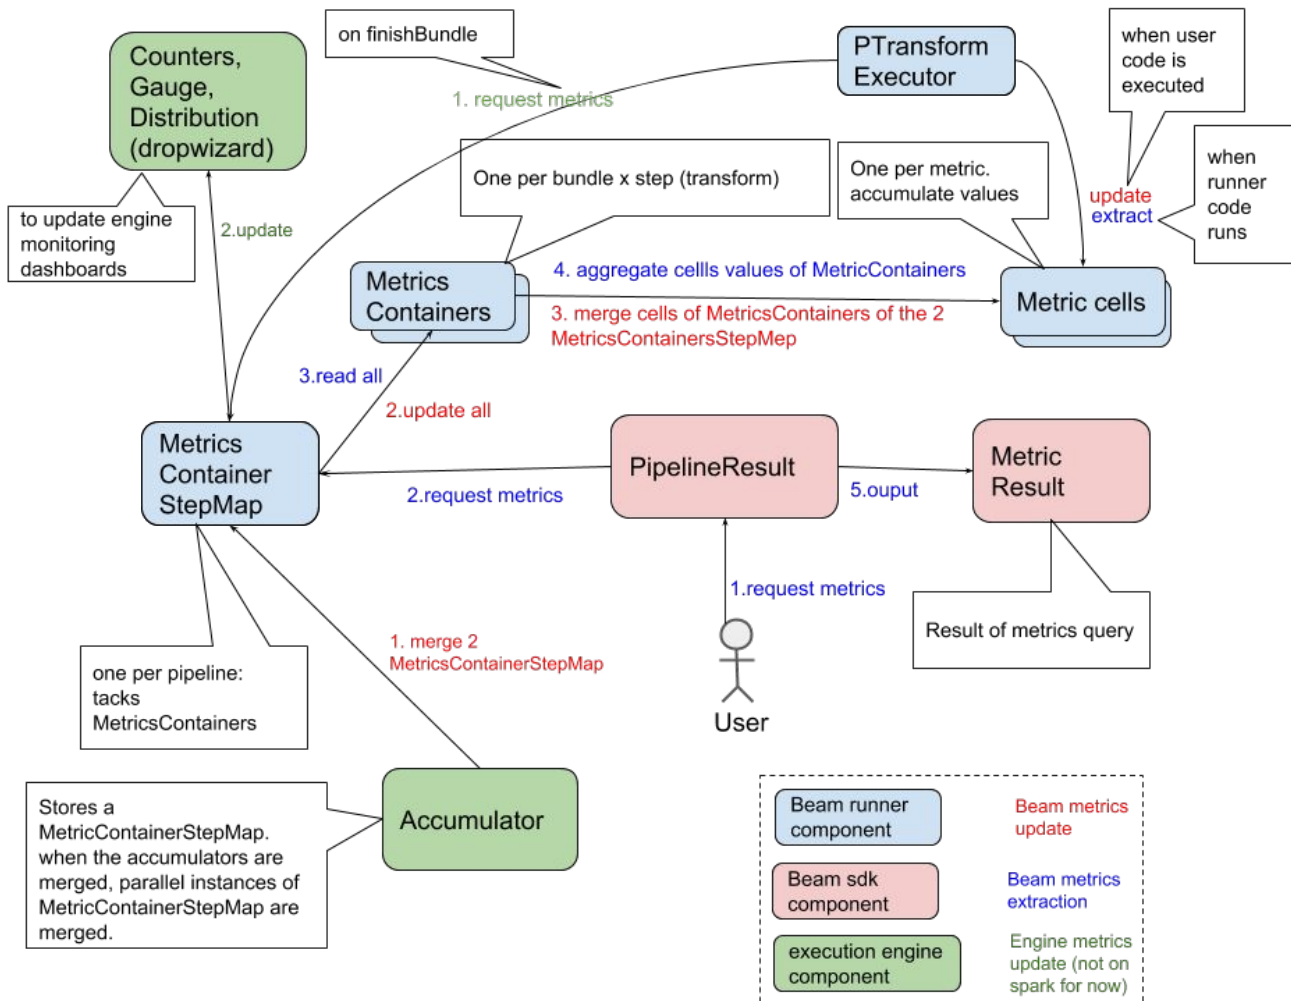 Counters,
Gauge,
Distribution
(dropwizard)
on finishBundle
1. request metrics
PTransform
Executor
when user
code is
executed
when
runner
code
runs
update
extract
One per bundle x step (transform)
One per metric.
accumulate values
to update engine
monitoring
dashboards
2.update
Metrics
Containers
4. aggregate cellls values of MetricContainers
3. merge cells of MetricsContainers of the 2
MetricsContainersStepMep
Metric cells
3.read all
2.update all
Metrics
Container
StepMap
2.request metrics
PipelineResult
5.ouput
Metric
Result
1.request metrics
Result of metrics query
User
1. merge 2
MetricsContainerStepMap
one per pipeline:
tacks
MetricsContainers
Stores a
MetricContainerStepMap.
when the accumulators are
merged, parallel instances of
MetricContainerStepMap are
merged.
Accumulator
Beam runner
component
Beam metrics
update
Beam sdk
component
Beam metrics
extraction
execution engine
component
Engine metrics
update (not on
spark for now)